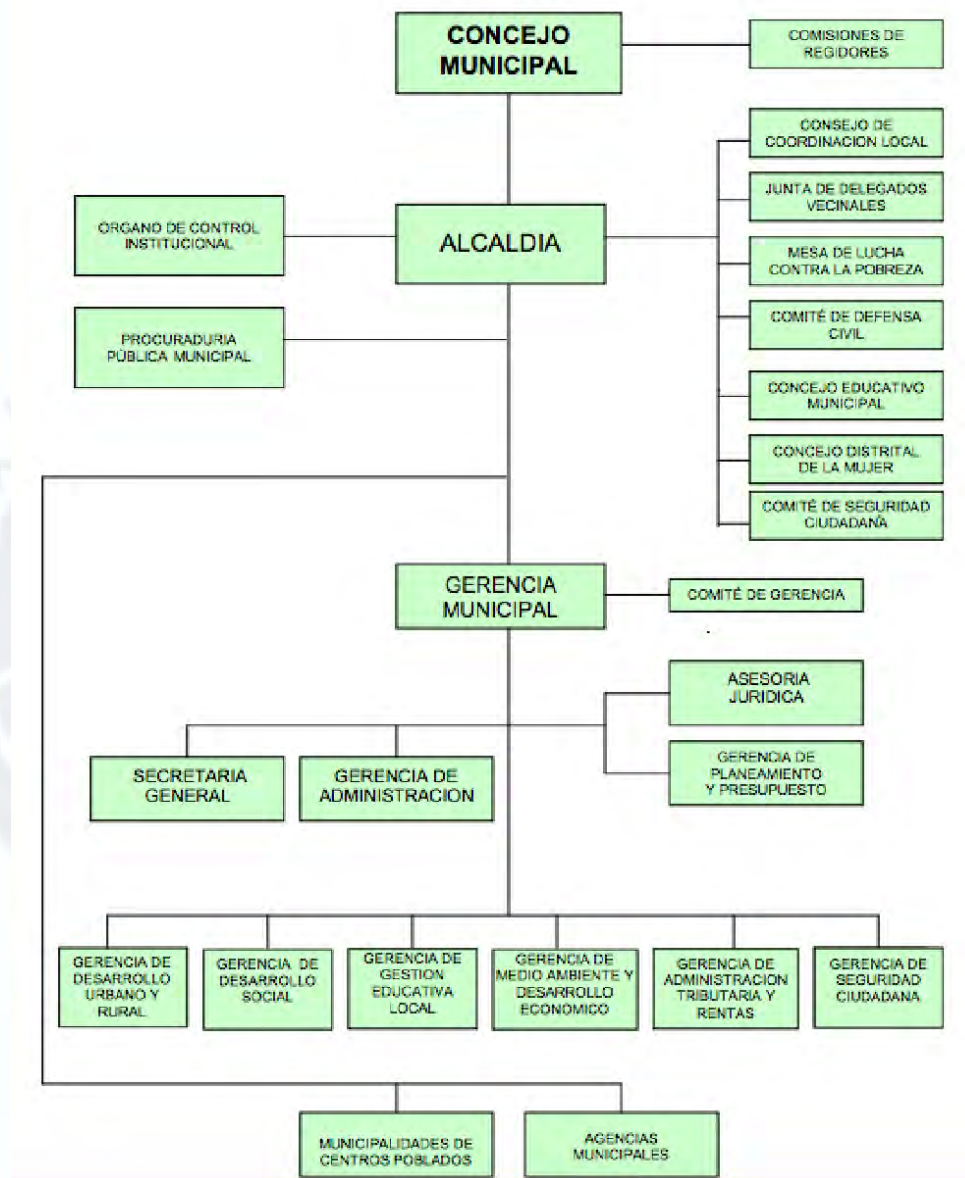 CONCEJO
MUNICIPAL
COMISIONES DE
REGIDORES
CONSEJO DE
COORDINACION LOCAL
JUNTA DE DELEGADOS
VECINALES
ORGANO DE CONTROL
INSTITUCIONAL
ALCALDIA
MESA DE LUCHA
CONTRA LA POBREZA
PROCURADURIA
PÚBLICA MUNICIPAL
COMITÉ DE DEFENSA
CIVIL
CONCEJO EDUCATIVO
MUNICIPAL
CONCEJO DISTRITAL
DE LA MUJER
COMITÉ DE SEGURIDAD
CIUDADANA
GERENCIA
MUNICIPAL
COMITÉ DE GERENCIA
ASESORIA
JURIDICA
SECRETARIA
GENERAL
GERENCIA DE
ADMINISTRACION
GERENCIA DE
PLANEAMIENTO
Y PRESUPUESTO
GERENCIA DE
DESARROLLO
URBANO Y
RURAL
GERENCIA DE
DESARROLLO
SOCIAL
GERENCIA DE
GESTION
EDUCATIVA
LOCAL
GERENCIA DE
MEDIO AMBIENTE Y
DESARROLLO
ECONOMICO
GERENCIA DE
ADMINISTRACION
TRIBUTARIA Y
RENTAS
GERENCIA DE
SEGURIDAD
CIUDADANA
MUNICIPALIDADES DE
CENTROS POBLADOS
AGENCIAS
MUNICIPALES